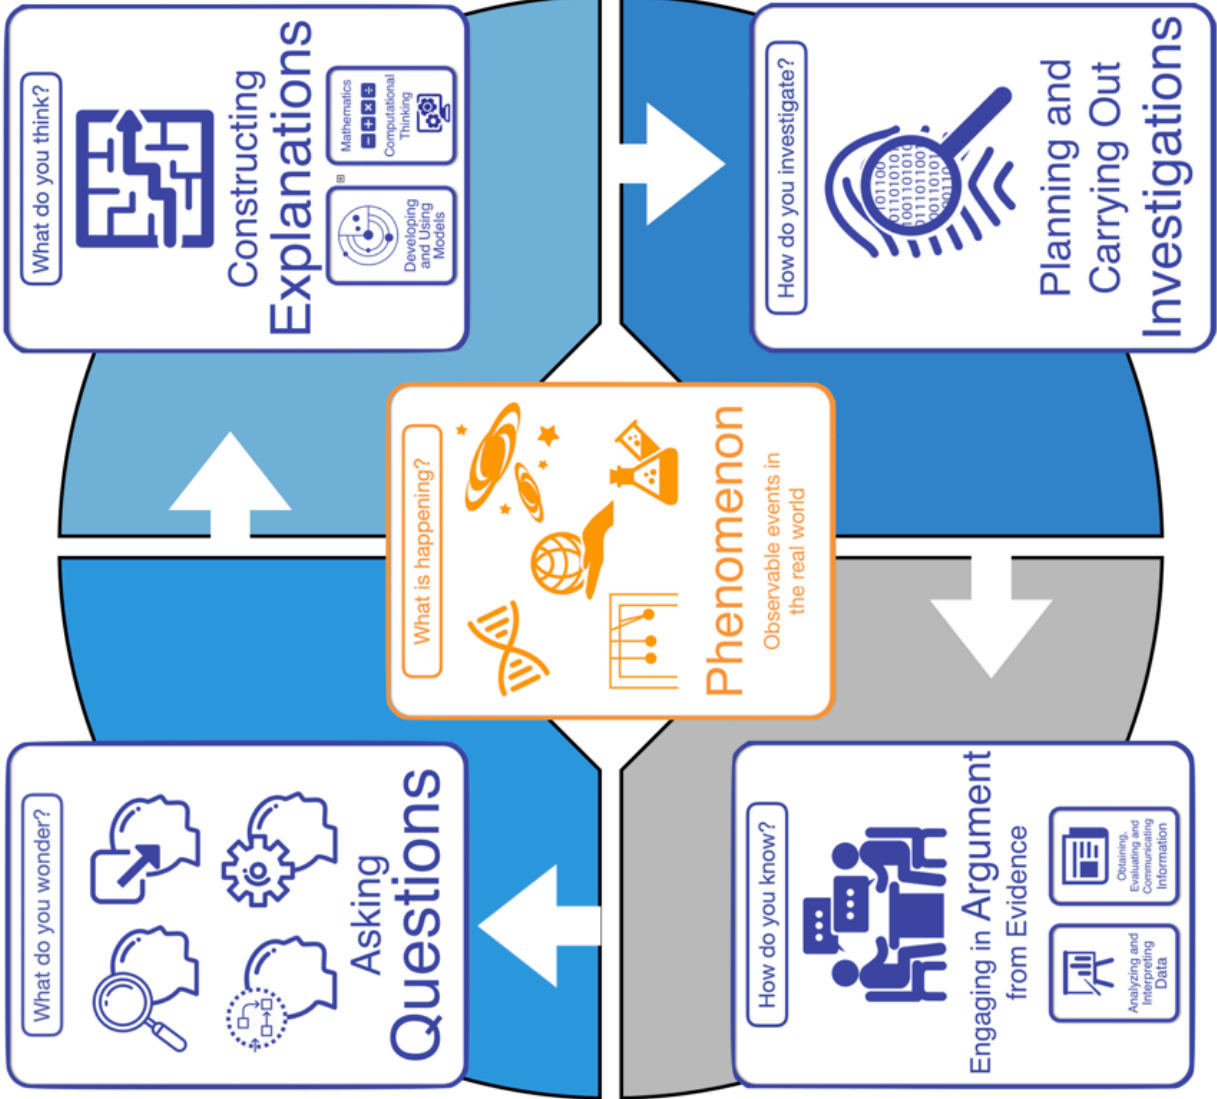 What do you wonder?
Asking
Questions
What do you think?
Constructing
Explanations
Developing
and Using
Models
Mathematics
− + × ÷
Computational
Thinking
What is happening?
Phenomenon
Observable events in
the real world
How do you know?
Engaging in Argument
from Evidence
Analyzing and
Interpreting
Data
Obtaining,
Evaluating and
Communicating
Information
How do you investigate?
Planning and
Carrying Out
Investigations